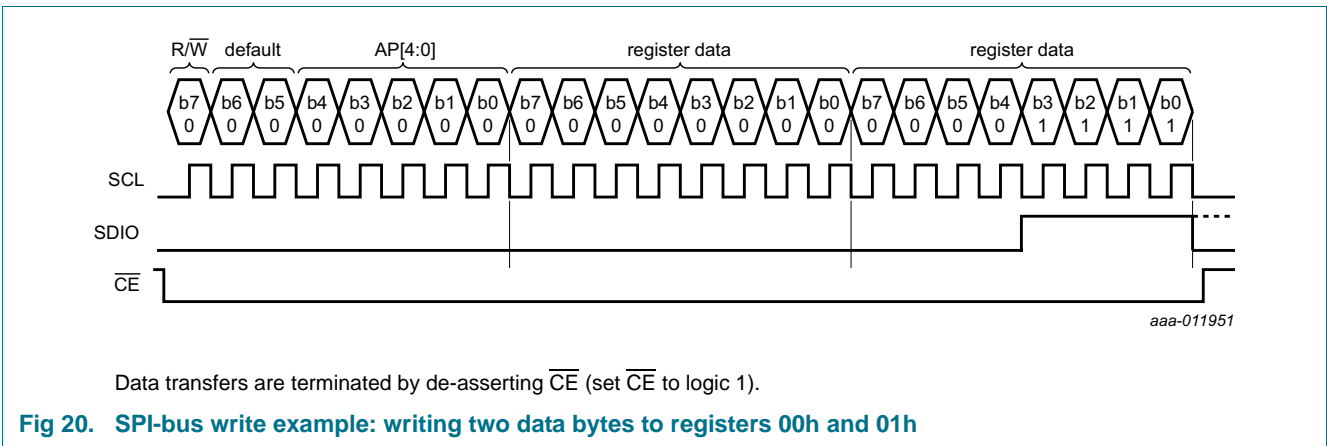 R/W̅ default AP[4:0] register data register data
b7 b6 b5 b4 b3 b2 b1 b0 b7 b6 b5 b4 b3 b2 b1 b0 b7 b6 b5 b4 b3 b2 b1 b0
0 0 0 0 0 0 0 0 0 0 0 0 0 0 0 0 0 0 0 0 1 1 1 1
SCL
SDIO
C̅E̅
aaa-011951
Data transfers are terminated by de-asserting C̅E̅ (set C̅E̅ to logic 1).
Fig 20. SPI-bus write example: writing two data bytes to registers 00h and 01h